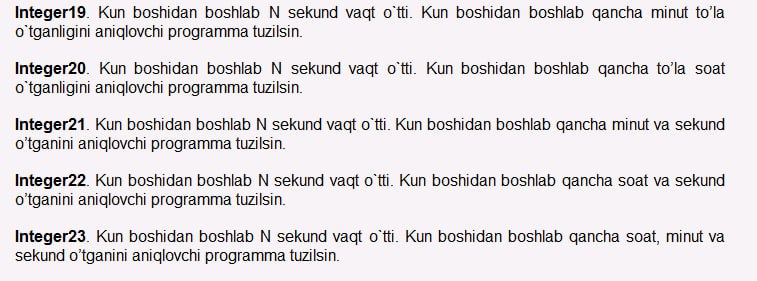 Integer19. Kun boshidan boshlab N sekund vaqt o`tti. Kun boshidan boshlab qancha minut to’la
o`tganligini aniqlovchi programma tuzilsin.
Integer20. Kun boshidan boshlab N sekund vaqt o`tti. Kun boshidan boshlab qancha to’la soat
o`tganligini aniqlovchi programma tuzilsin.
Integer21. Kun boshidan boshlab N sekund vaqt o`tti. Kun boshidan boshlab qancha minut va sekund
o’tganini aniqlovchi programma tuzilsin.
Integer22. Kun boshidan boshlab N sekund vaqt o`tti. Kun boshidan boshlab qancha soat va sekund
o’tganini aniqlovchi programma tuzilsin.
Integer23. Kun boshidan boshlab N sekund vaqt o`tti. Kun boshidan boshlab qancha soat, minut va
sekund o’tganini aniqlovchi programma tuzilsin.